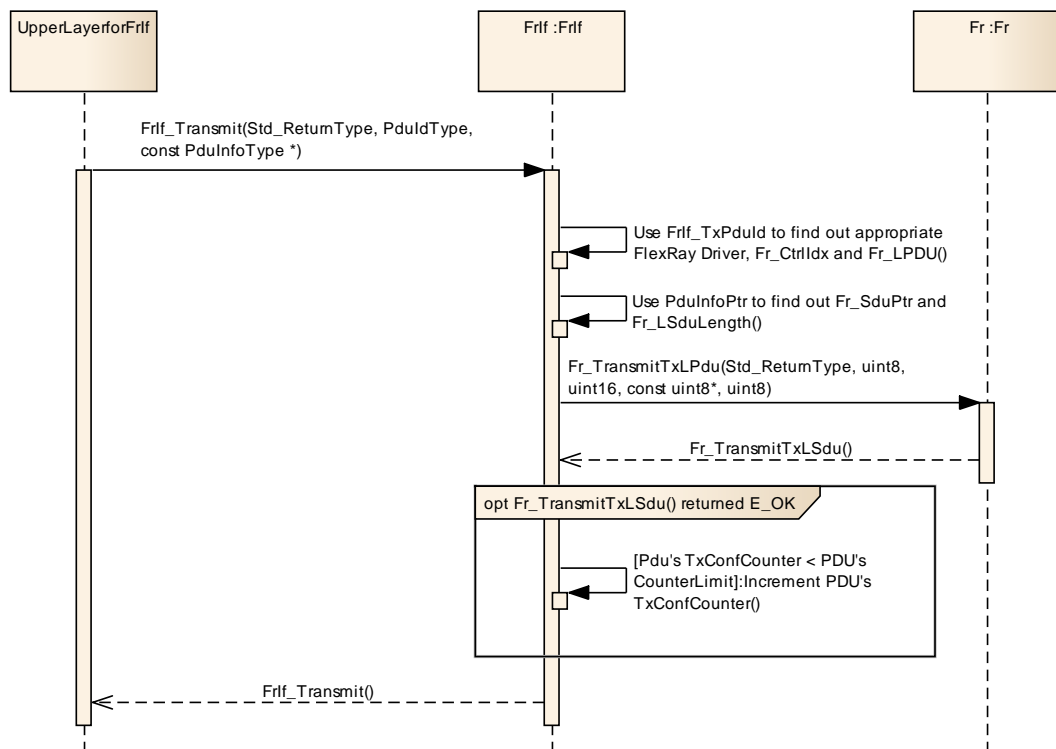 UpperLayerforFrIf
FrIf :FrIf
Fr :Fr
FrIf_Transmit(Std_ReturnType, PduIdType,
const PduInfoType *)
Use FrIf_TxPduId to find out appropriate
FlexRay Driver, Fr_CtrlIdx and Fr_LPDU()
Use PduInfoPtr to find out Fr_SduPtr and
Fr_LSduLength()
Fr_TransmitTxLPdu(Std_ReturnType, uint8,
uint16, const uint8*, uint8)
Fr_TransmitTxLSdu()
opt Fr_TransmitTxLSdu() returned E_OK
[Pdu's TxConfCounter < PDU's
CounterLimit]:Increment PDU's
TxConfCounter()
FrIf_Transmit()